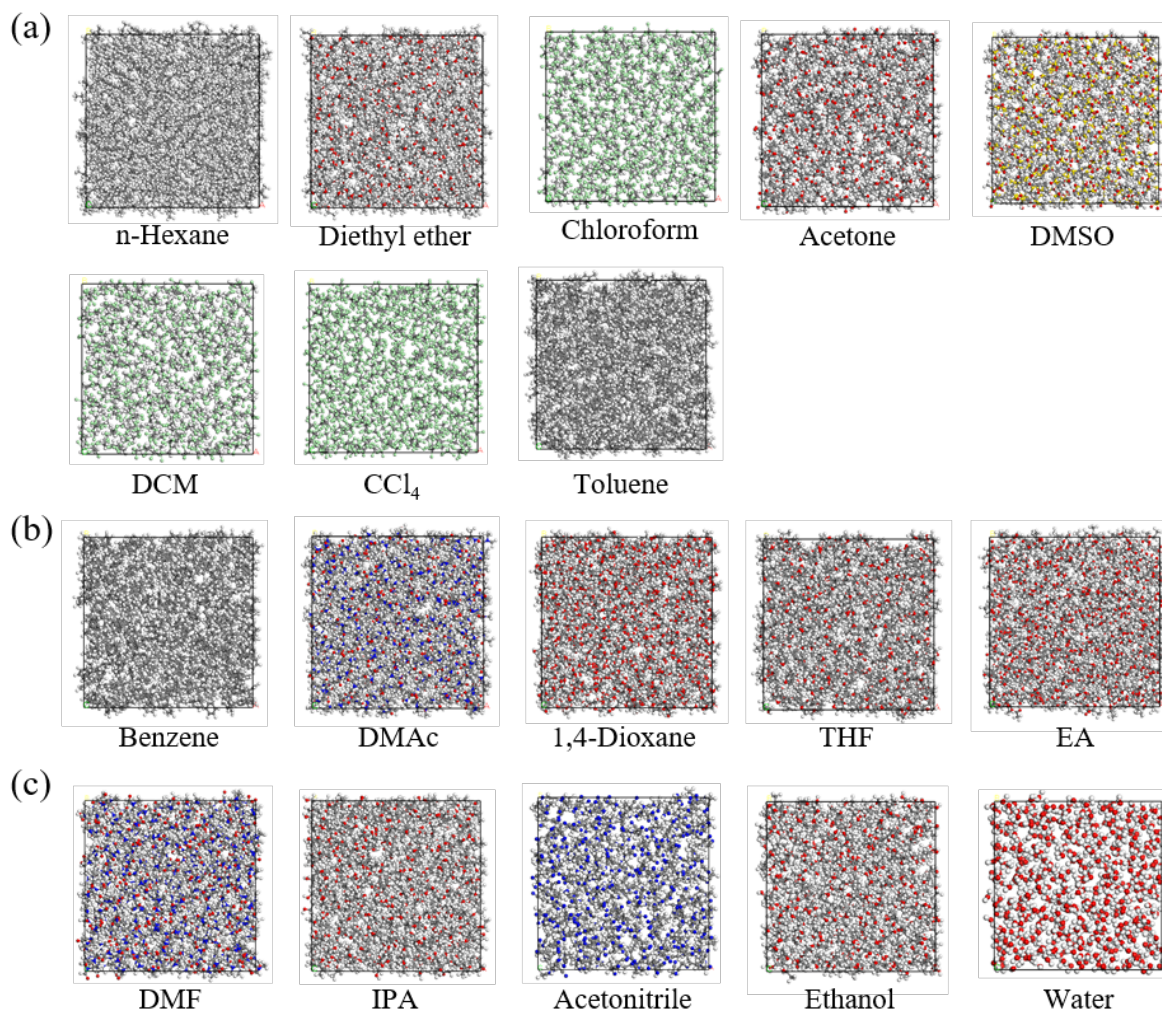 (a)
n-Hexane Diethyl ether Chloroform Acetone DMSO
DCM CCl₄ Toluene
(b)
Benzene DMAc 1,4-Dioxane THF EA
(c)
DMF IPA Acetonitrile Ethanol Water